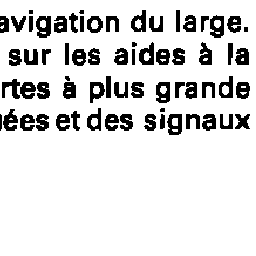 avigation du large.
sur les aides à la
rtes à plus grande
ées et des signaux